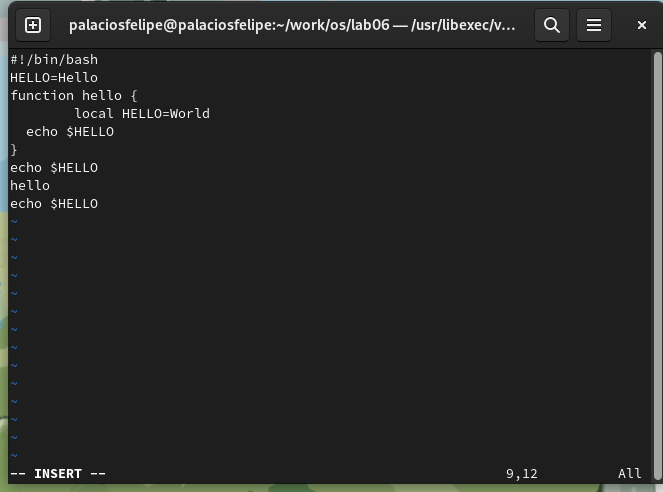 palaciosfelipe@palaciosfelipe:~/work/os/lab06 — /usr/libexec/v...
#!/bin/bash
HELLO=Hello
function hello {
        local HELLO=World
  echo $HELLO
}
echo $HELLO
hello
echo $HELLO
~
~
~
~
~
~
~
~
~
~
~
~
~
~
-- INSERT --                                                  9,12          All